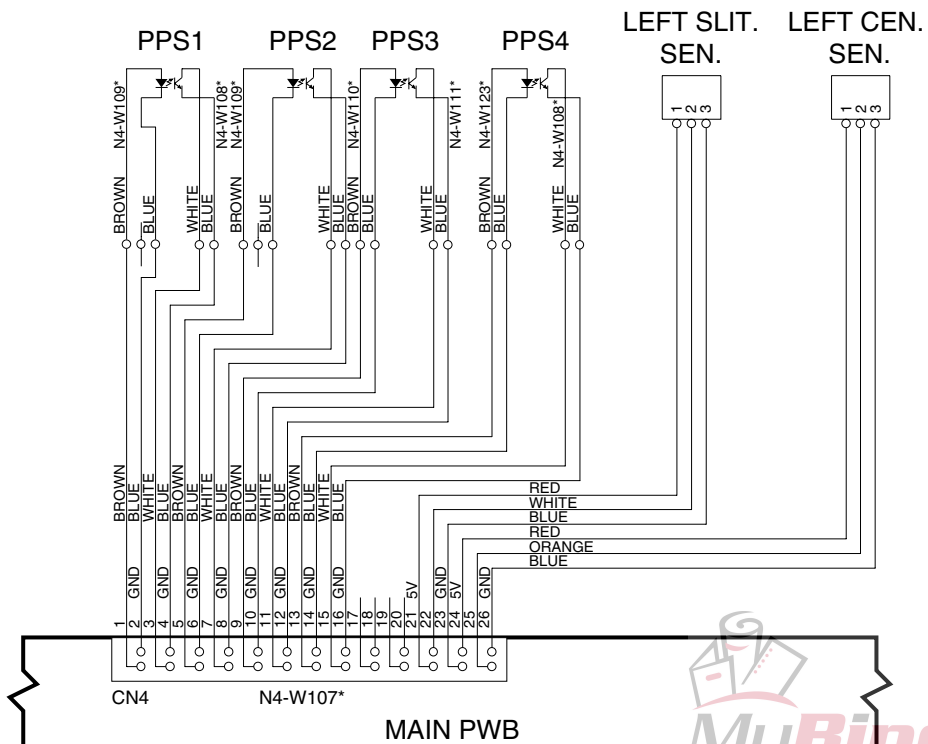 PPS1 PPS2 PPS3 PPS4
LEFT SLIT.
SEN.
LEFT CEN.
SEN.
N4-W109* N4-W108* N4-W109* N4-W110* N4-W111* N4-W123* N4-W108*
1 2 3
1 2 3
BROWN BLUE WHITE BLUE BROWN BLUE WHITE BLUE BROWN BLUE WHITE BLUE BROWN BLUE WHITE BLUE
BROWN BLUE WHITE BLUE BROWN BLUE WHITE BLUE BROWN BLUE WHITE BLUE BROWN BLUE WHITE BLUE
RED
WHITE
BLUE
RED
ORANGE
BLUE
GND GND GND GND GND GND GND GND 5V GND 5V GND
1 2 3 4 5 6 7 8 9 10 11 12 13 14 15 16 17 18 19 20 21 22 23 24 25 26
CN4
N4-W107*
MAIN PWB